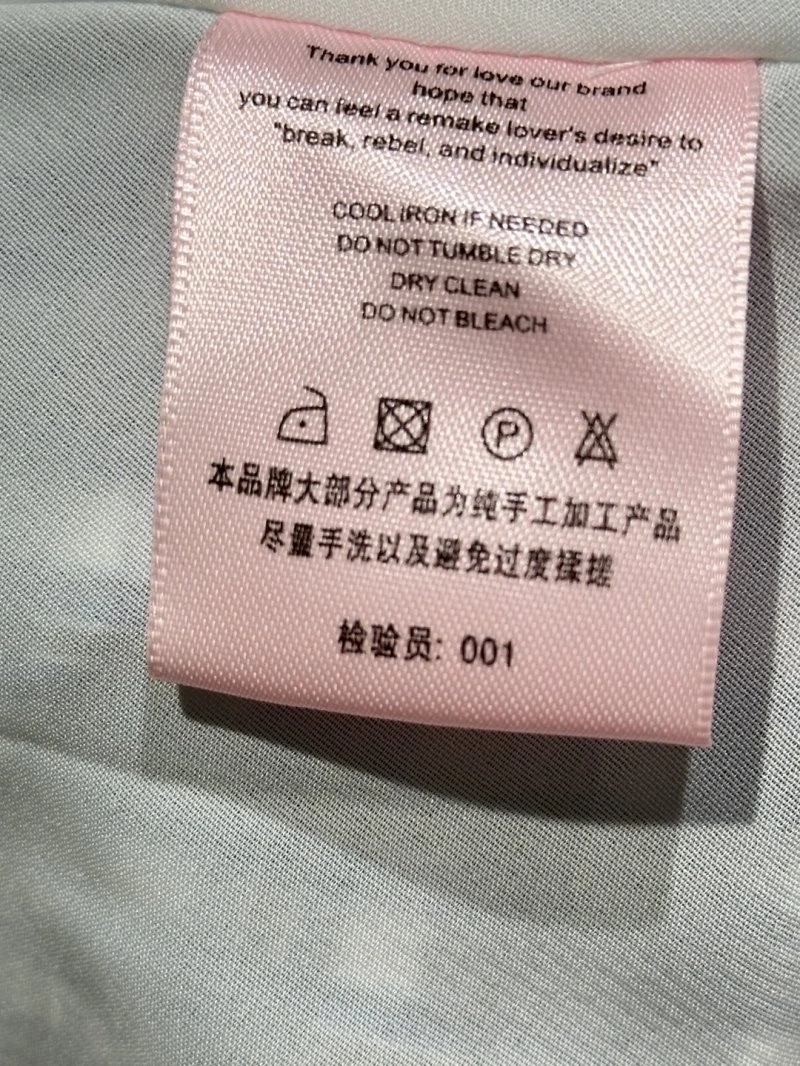 Thank you for love our brand
hope that
you can feel a remake lover's desire to
"break, rebel, and individualize"
COOL IRON IF NEEDED
DO NOT TUMBLE DRY
DRY CLEAN
DO NOT BLEACH
P
本品牌大部分产品为纯手工加工产品
尽量手洗以及避免过度揉搓
检验员: 001